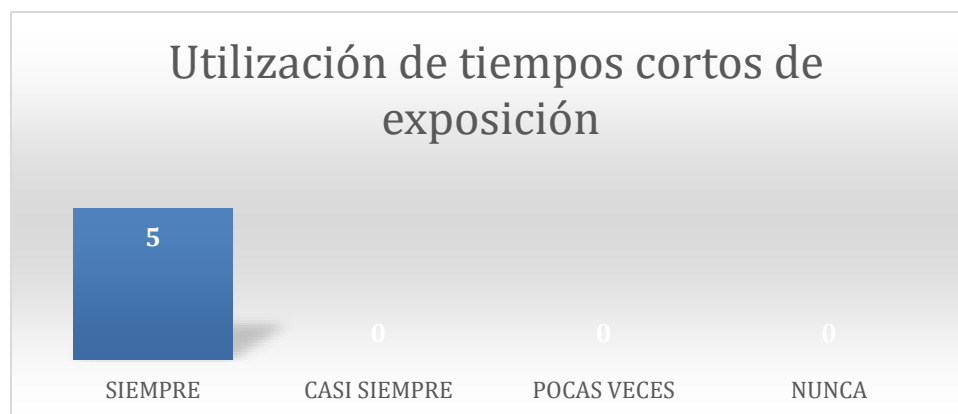 Utilización de tiempos cortos de
exposición
5
0
0
0
SIEMPRE
CASI SIEMPRE
POCAS VECES
NUNCA